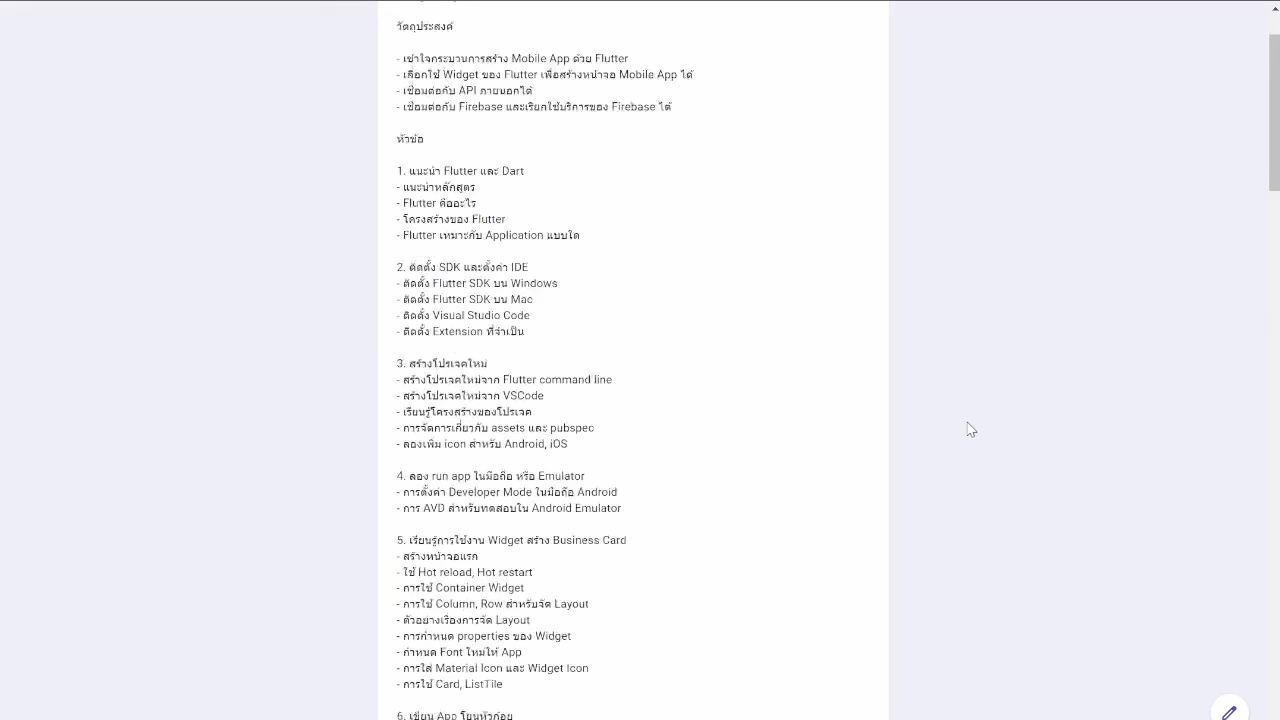 วัตถุประสงค์
- เข้าใจกระบวนการสร้าง Mobile App ด้วย Flutter
- เลือกใช้ Widget ของ Flutter เพื่อสร้างหน้าจอ Mobile App ได้
- เชื่อมต่อกับ API ภายนอกได้
- เชื่อมต่อกับ Firebase และเรียกใช้บริการของ Firebase ได้
หัวข้อ
1. แนะนำ Flutter และ Dart
- แนะนำหลักสูตร
- Flutter คืออะไร
- โครงสร้างของ Flutter
- Flutter เหมาะกับ Application แบบใด
2. ติดตั้ง SDK และตั้งค่า IDE
- ติดตั้ง Flutter SDK บน Windows
- ติดตั้ง Flutter SDK บน Mac
- ติดตั้ง Visual Studio Code
- ติดตั้ง Extension ที่จำเป็น
3. สร้างโปรเจคใหม่
- สร้างโปรเจคใหม่จาก Flutter command line
- สร้างโปรเจคใหม่จาก VSCode
- เรียนรู้โครงสร้างของโปรเจค
- การจัดการเกี่ยวกับ assets และ pubspec
- ลองเพิ่ม icon สำหรับ Android, iOS
4. ลอง run app ในมือถือ หรือ Emulator
- การตั้งค่า Developer Mode ในมือถือ Android
- การ AVD สำหรับทดสอบใน Android Emulator
5. เรียนรู้การใช้งาน Widget สร้าง Business Card
- สร้างหน้าจอแรก
- ใช้ Hot reload, Hot restart
- การใช้ Container Widget
- การใช้ Column, Row สำหรับจัด Layout
- ตัวอย่างเรื่องการจัด Layout
- การกำหนด properties ของ Widget
- กำหนด Font ใหม่ให้ App
- การใส่ Material Icon และ Widget Icon
- การใช้ Card, ListTile
6. เขียน App โยนหัวก้อย